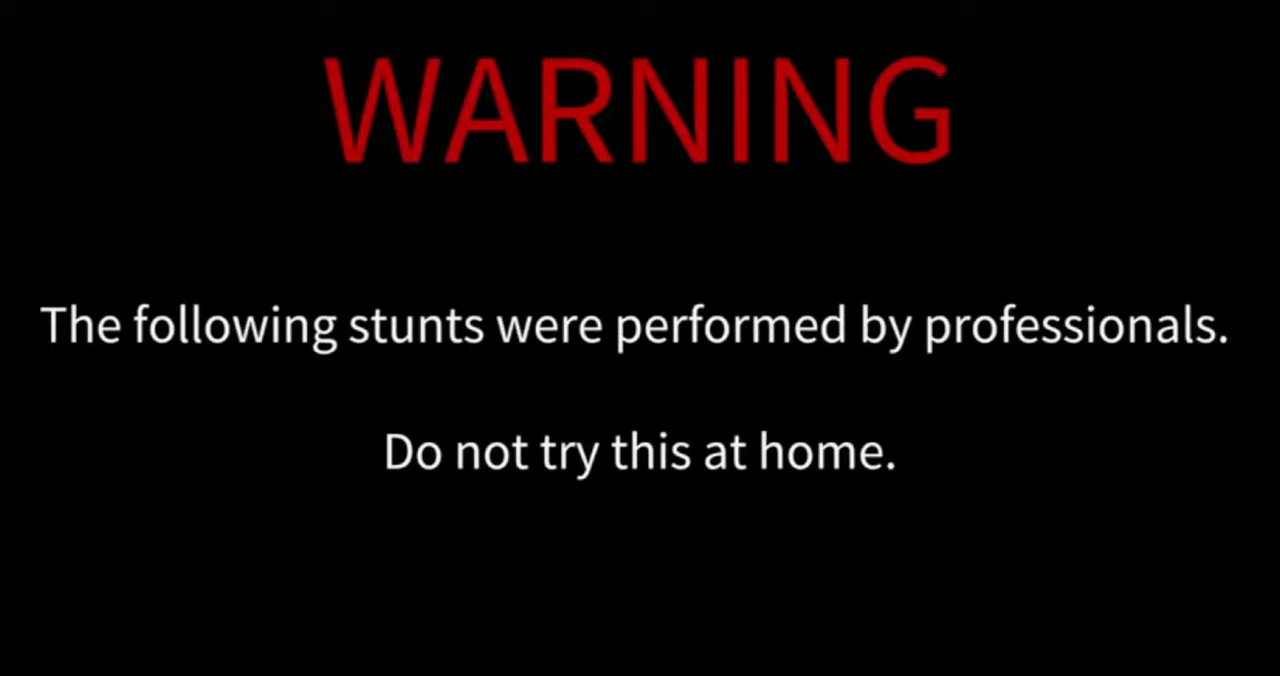 WARNING
The following stunts were performed by professionals.
Do not try this at home.